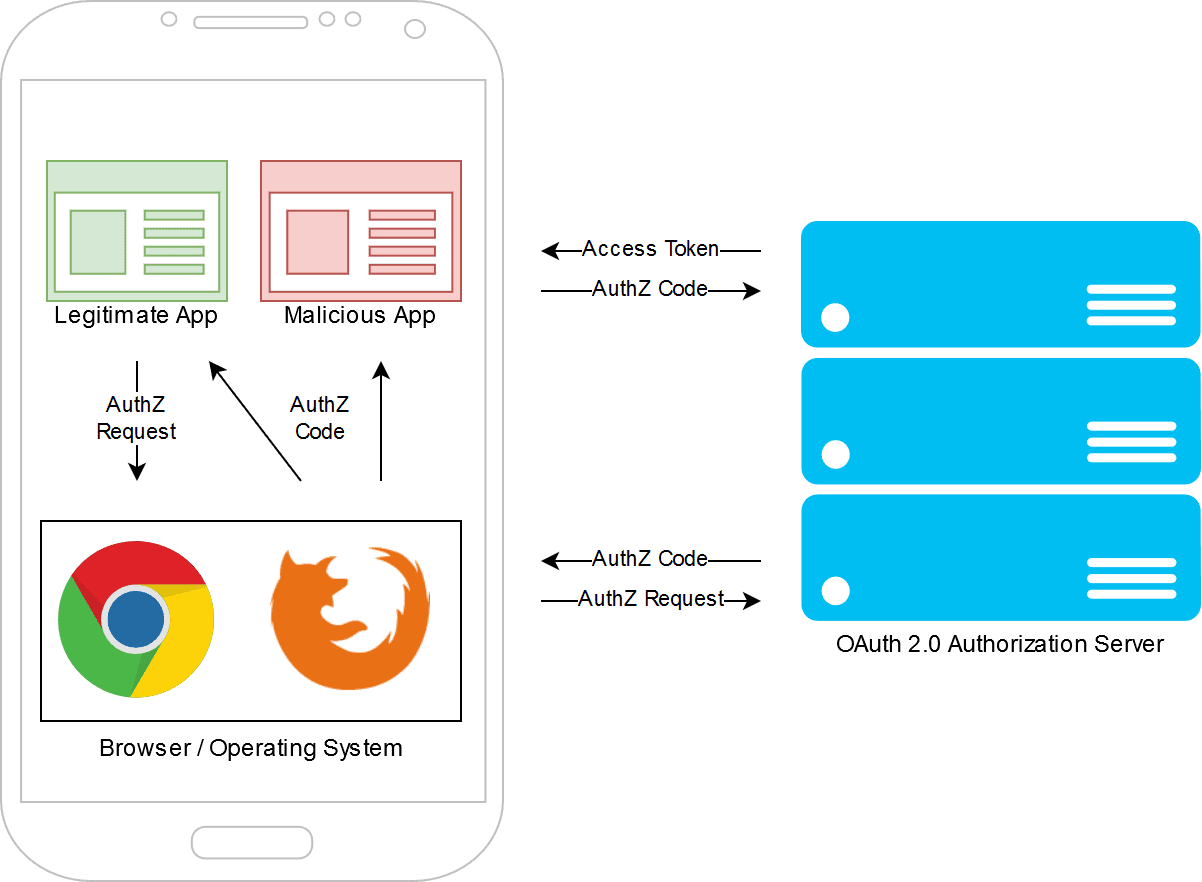 Legitimate App
Malicious App
AuthZ
Request
AuthZ
Code
Browser / Operating System
Access Token
AuthZ Code
AuthZ Code
AuthZ Request
OAuth 2.0 Authorization Server